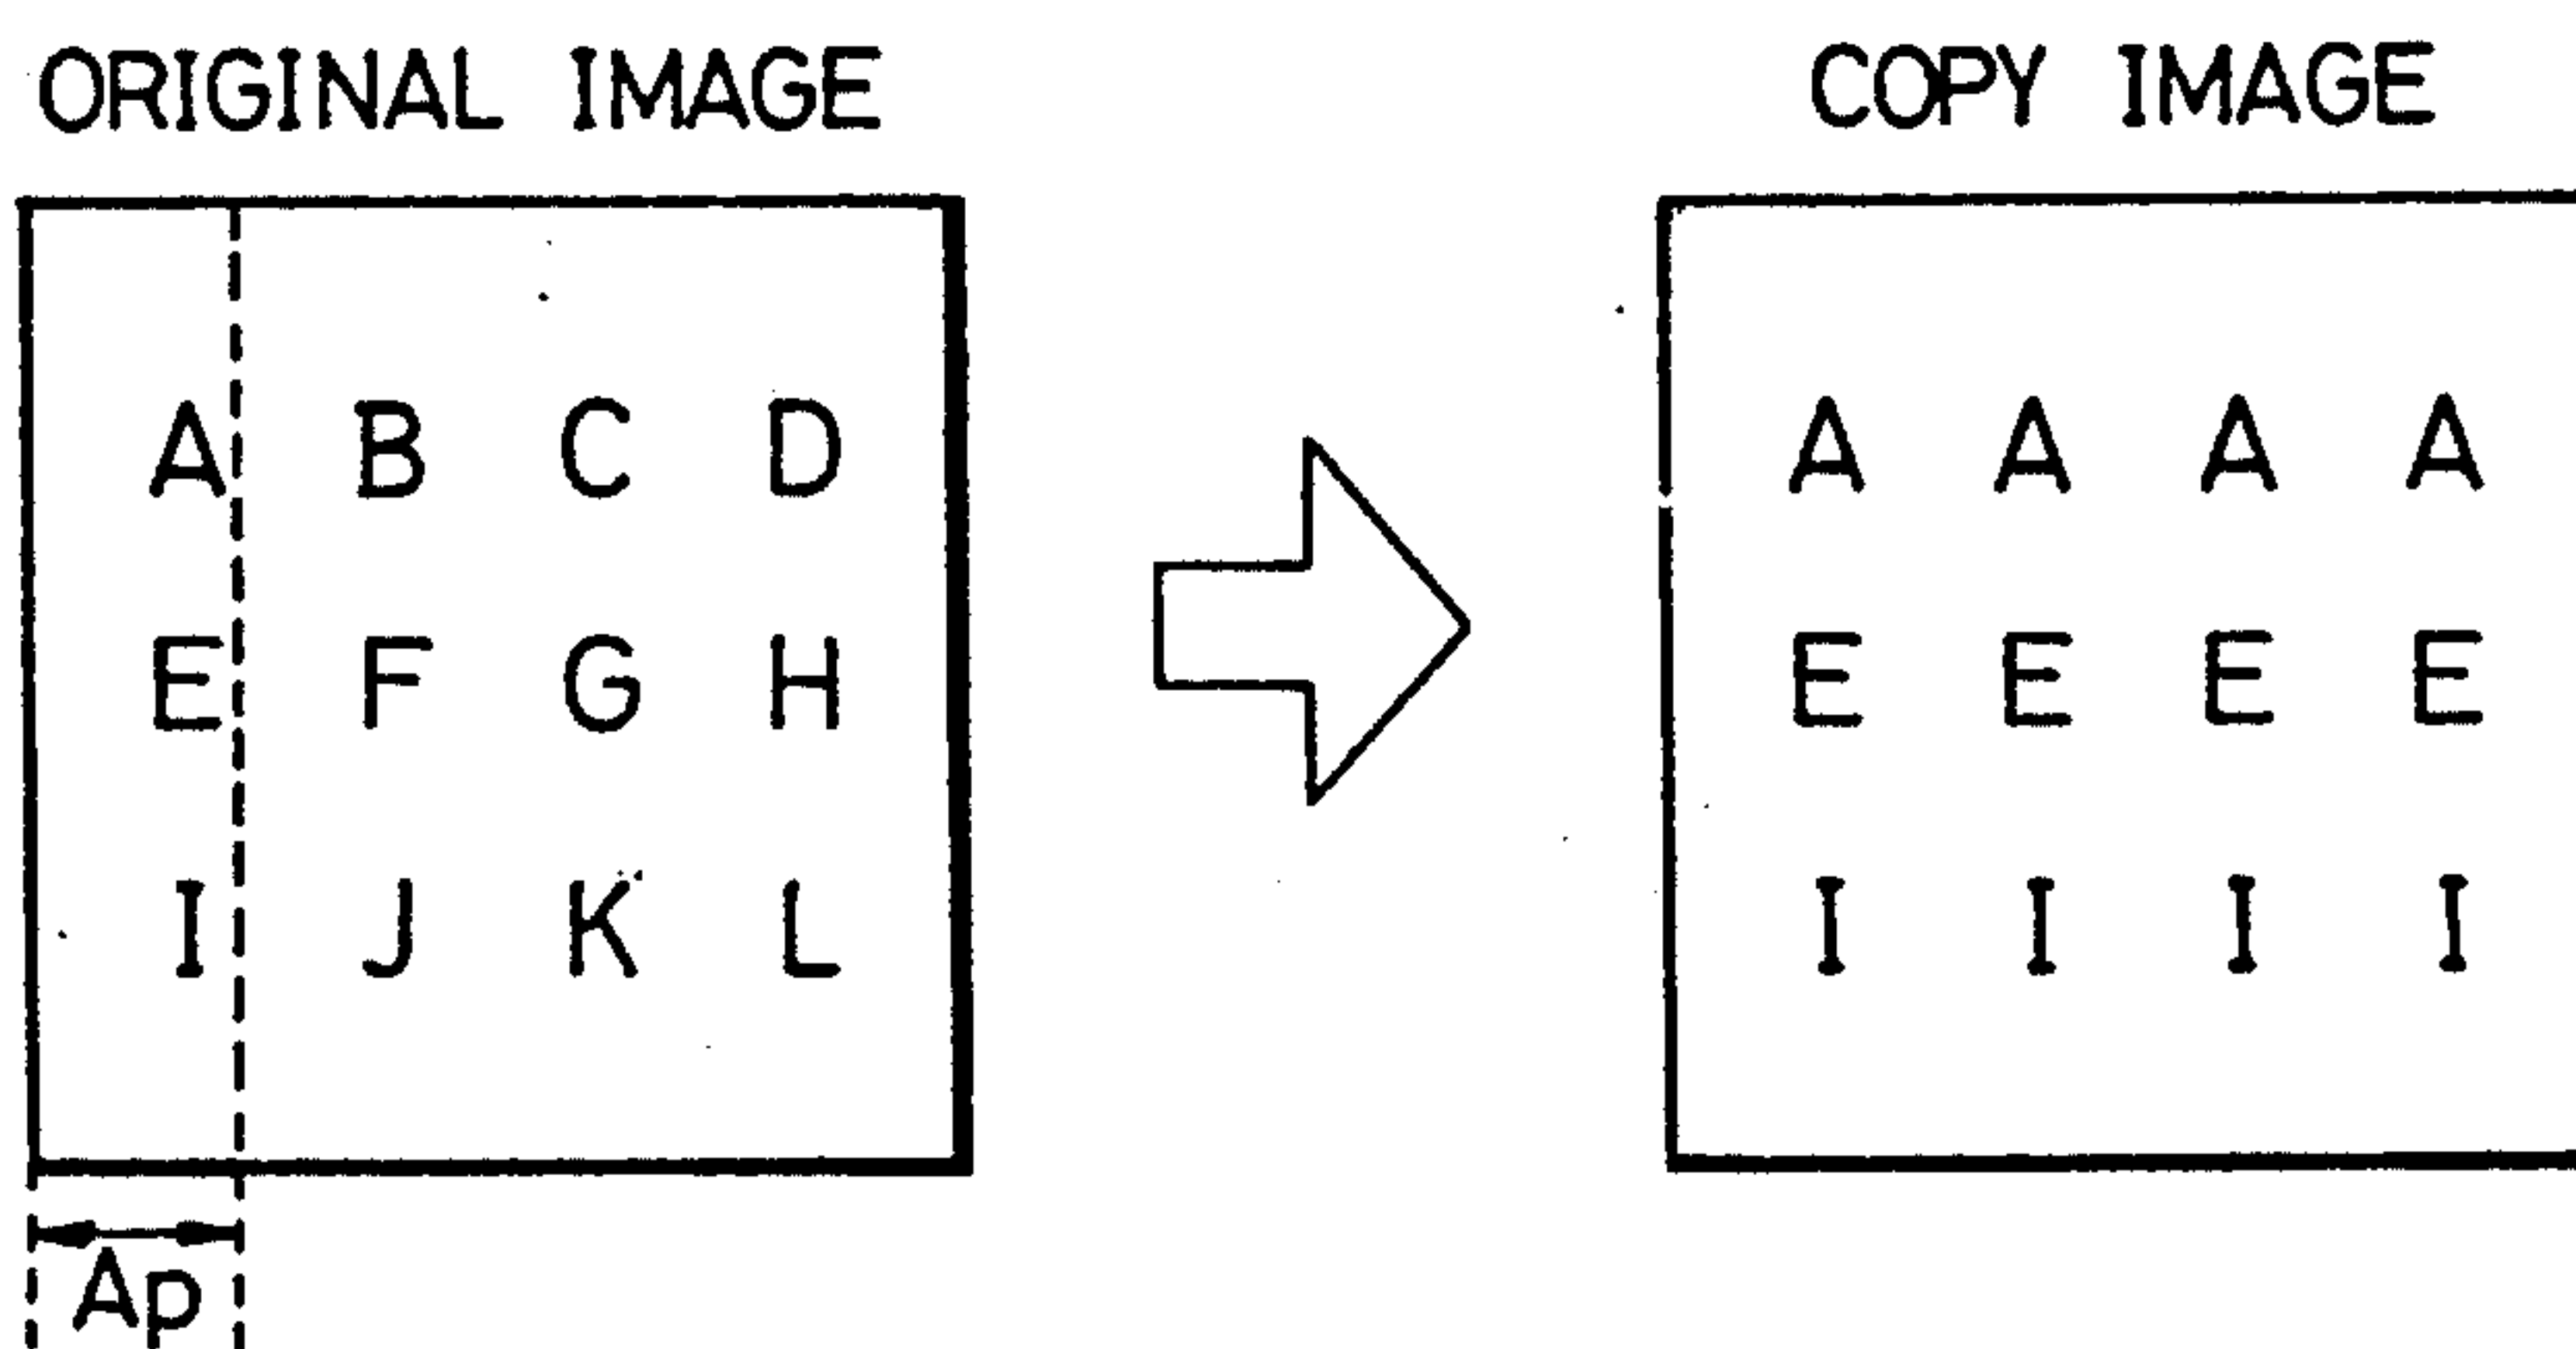 ORIGINAL IMAGE
COPY IMAGE
A B C D
E F G H
I J K L
Ap
A A A A
E E E E
I I I I